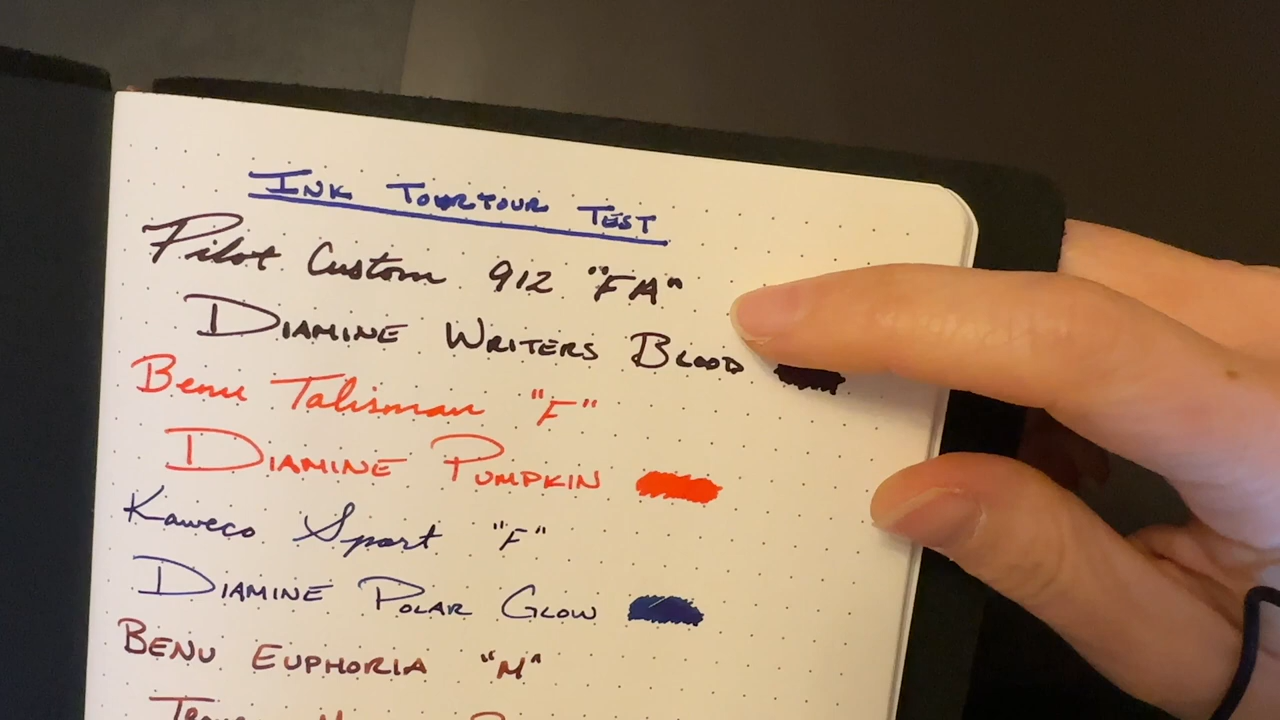 INK TOURTOUR TEST
Pilot Custom 912 "FA"
DIAMINE WRITERS BLOOD
Benu Talisman "F"
DIAMINE PUMPKIN
Kaweco Sport "F"
DIAMINE POLAR GLOW
BENU EUPHORIA "M"